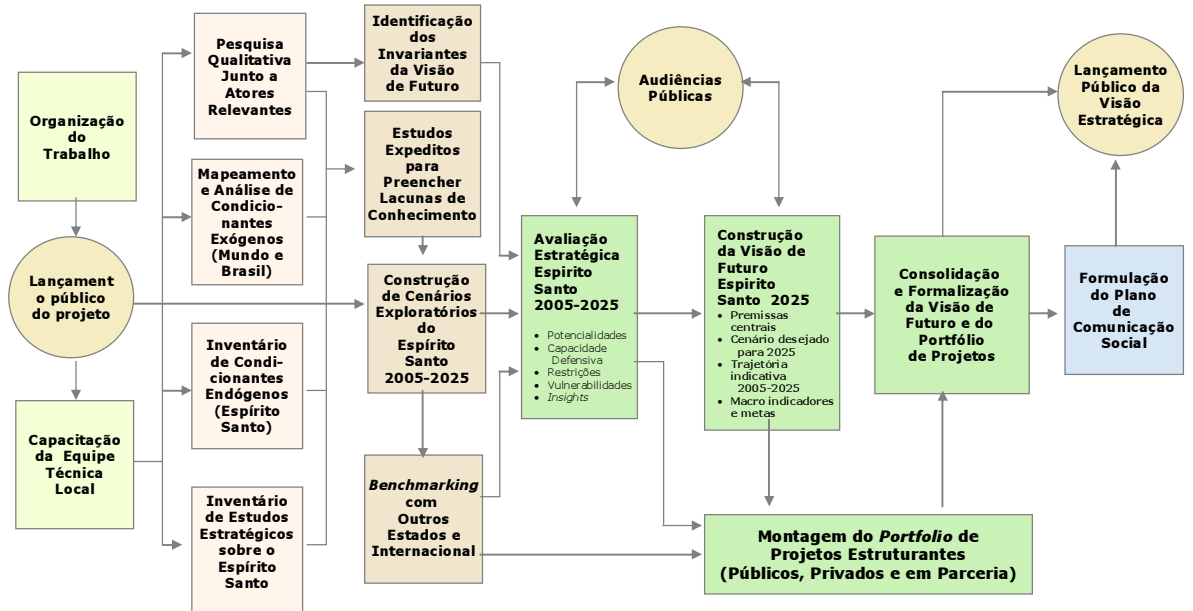 Organização
do
Trabalho
Lançament
o público
do projeto
Capacitação
da Equipe
Técnica
Local
Pesquisa
Qualitativa
Junto a
Atores
Relevantes
Mapeamento
e Análise de
Condicio-
nantes
Exógenos
(Mundo e
Brasil)
Inventário
de Condi-
cionantes
Endógenos
(Espírito
Santo)
Inventário
de Estudos
Estratégicos
sobre o
Espírito
Santo
Identificação
dos
Invariantes
da Visão
de Futuro
Estudos
Expeditos
para
Preencher
Lacunas de
Conhecimento
Construção
de Cenários
Exploratórios
do
Espírito
Santo
2005-2025
Benchmarking
com
Outros
Estados e
Internacional
Avaliação
Estratégica
Espirito
Santo
2005-2025
• Potencialidades
• Capacidade
Defensiva
• Restrições
• Vulnerabilidades
• Insights
Audiências
Públicas
Construção
da Visão de
Futuro
Espirito
Santo 2025
• Premissas
centrais
• Cenário desejado
para 2025
• Trajetória
indicativa
2005-2025
• Macro indicadores
e metas
Montagem do Portfolio de
Projetos Estruturantes
(Públicos, Privados e em Parceria)
Consolidação
e Formalização
da Visão de
Futuro e do
Portfólio
de Projetos
Lançamento
Público da
Visão
Estratégica
Formulação
do Plano
de
Comunicação
Social